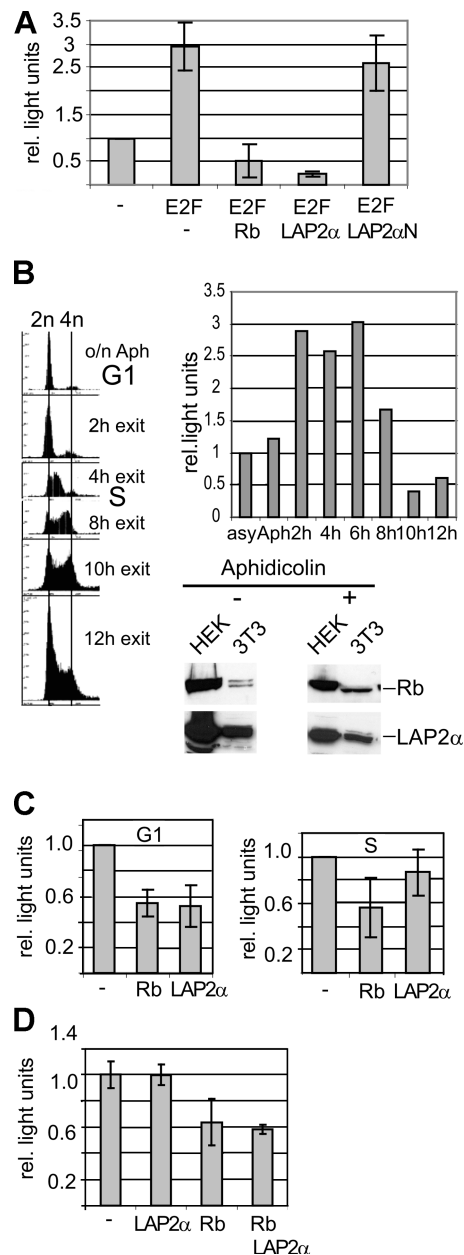 A
rel. light units
3.5
3
2.5
1.5
0.5
- E2F E2F E2F E2F
- Rb LAP2α LAP2αN
B
2n 4n
o/n Aph
G1
2h exit
4h exit
S
8h exit
10h exit
12h exit
rel.light units
3.5
3
2.5
2
1.5
1
0.5
0
asy Aph 2h 4h 6h 8h 10h 12h
Aphidicolin
- +
HEK 3T3 HEK 3T3
Rb
LAP2α
C
rel. light units
G1
1.0
0.6
0.2
- Rb LAP2α
rel. light units
S
1.0
0.6
0.2
- Rb LAP2α
D
rel. light units
1.4
1.0
0.6
0.2
- LAP2α Rb Rb
LAP2α